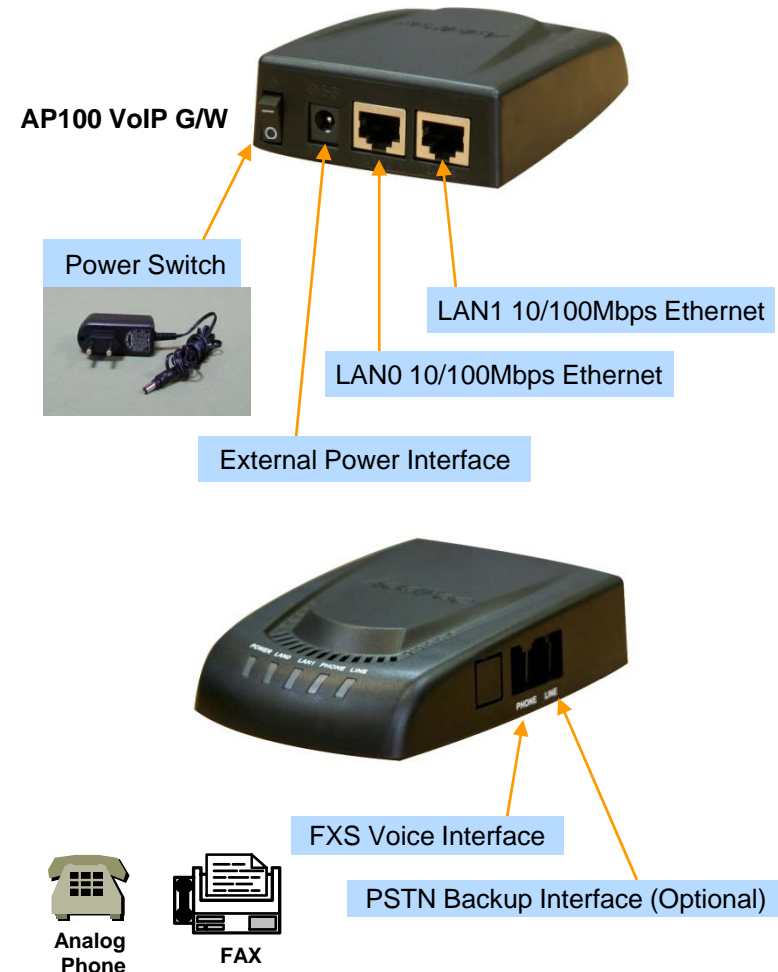 AP100 VoIP G/W
Power Switch
LAN1 10/100Mbps Ethernet
LAN0 10/100Mbps Ethernet
External Power Interface
POWER LAN0 LAN1 PHONE LINE
PHONE LINE
FXS Voice Interface
PSTN Backup Interface (Optional)
Analog
Phone
FAX